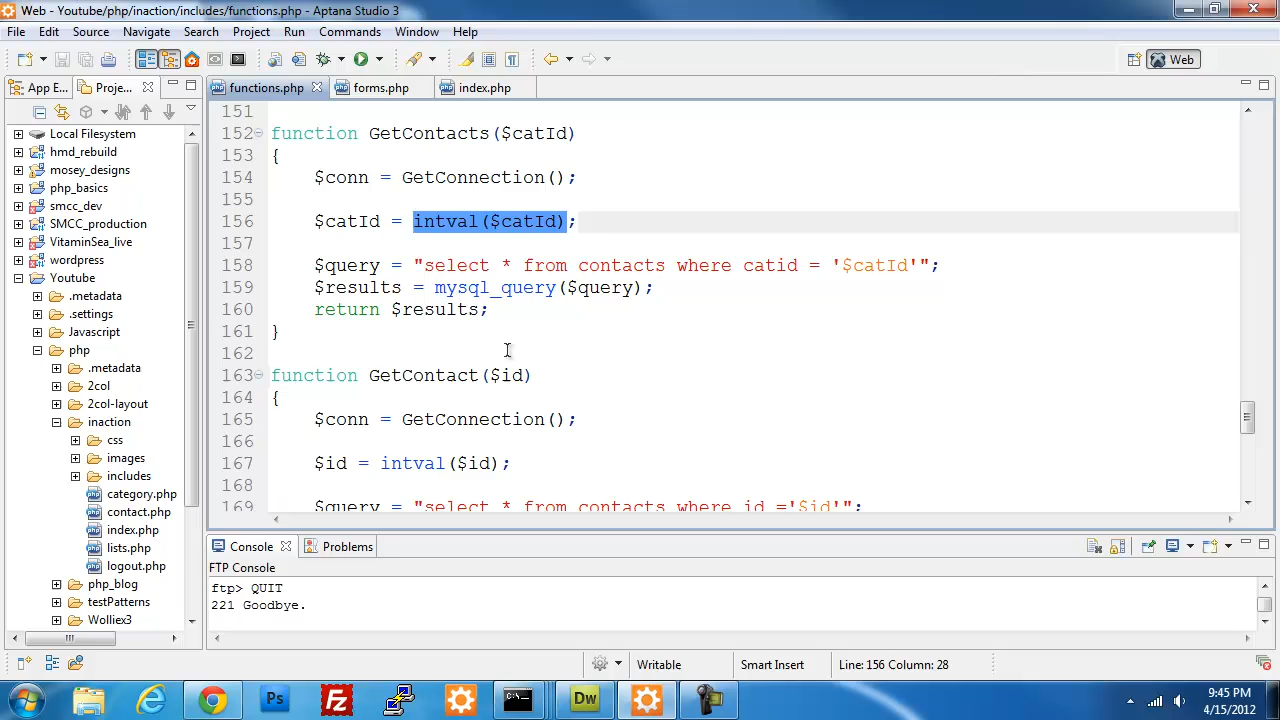 Web - Youtube/php/inaction/includes/functions.php - Aptana Studio 3
File Edit Source Navigate Search Project Run Commands Window Help
Web
App E... Proje... functions.php forms.php index.php
Local Filesystem
hmd_rebuild
mosey_designs
php_basics
smcc_dev
SMCC_production
VitaminSea_live
wordpress
Youtube
.metadata
.settings
Javascript
php
.metadata
2col
2col-layout
inaction
css
images
includes
category.php
contact.php
index.php
lists.php
logout.php
php_blog
testPatterns
Wolliex3
151
152 function GetContacts($catId)
153 {
154 $conn = GetConnection();
155
156 $catId = intval($catId);
157
158 $query = "select * from contacts where catid = '$catId'";
159 $results = mysql_query($query);
160 return $results;
161 }
162
163 function GetContact($id)
164 {
165 $conn = GetConnection();
166
167 $id = intval($id);
168
169 $query = "select * from contacts where id ='$id'";
Console Problems
FTP Console
ftp> QUIT
221 Goodbye.
Writable Smart Insert Line: 156 Column: 28
Ps Fz Dw
9:45 PM
4/15/2012